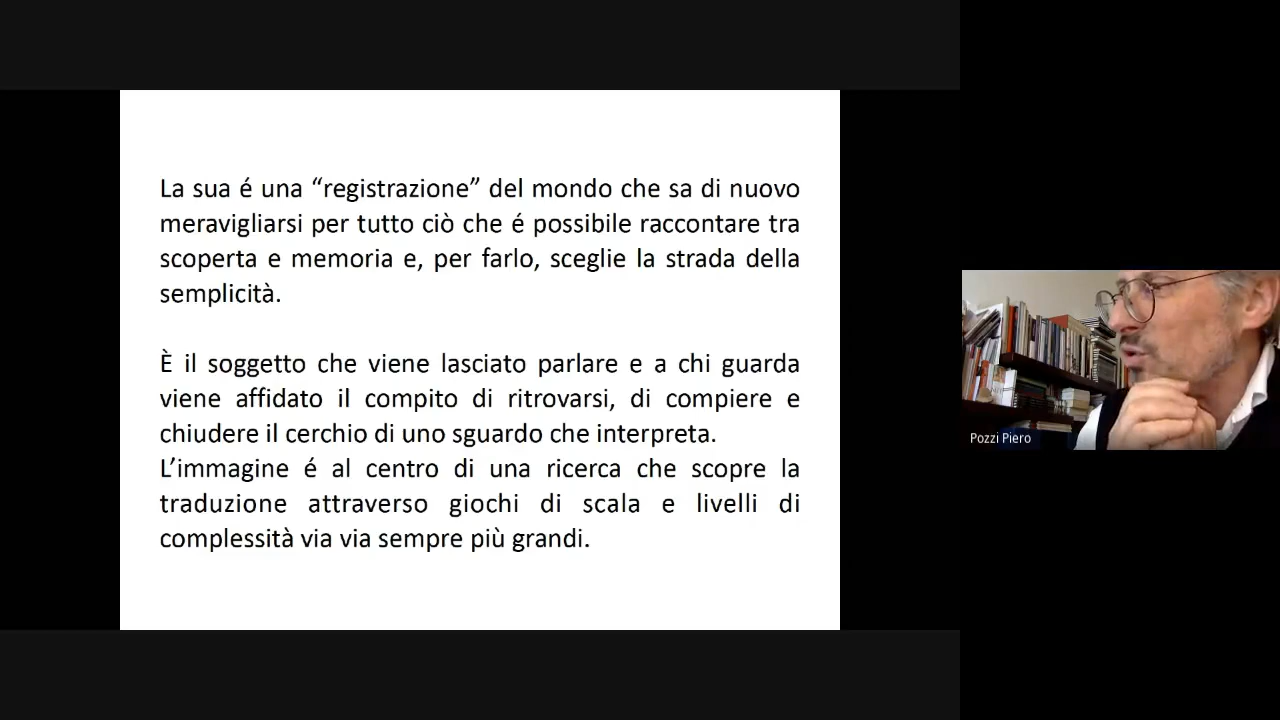 La sua é una “registrazione” del mondo che sa di nuovo
meravigliarsi per tutto ciò che é possibile raccontare tra
scoperta e memoria e, per farlo, sceglie la strada della
semplicità.
È il soggetto che viene lasciato parlare e a chi guarda
viene affidato il compito di ritrovarsi, di compiere e
chiudere il cerchio di uno sguardo che interpreta.
L’immagine é al centro di una ricerca che scopre la
traduzione attraverso giochi di scala e livelli di
complessità via via sempre più grandi.
Pozzi Piero